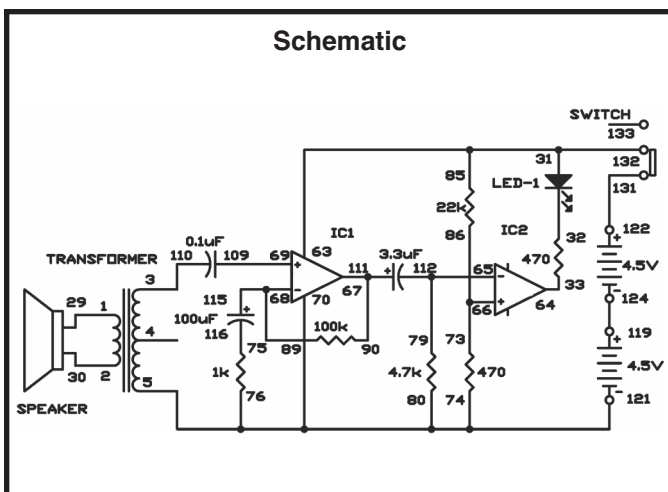 Schematic
SWITCH
133
31 132
85
LED-1 131
22k
IC1 86 IC2 122
0.1uF 32 +
TRANSFORMER 110 109 69 + 63 3.3uF 470 4.5V
3 111 + 112 65 - 33 -
29 115 - 70 67 64 124
1 + 68 66 +
100uF 119
4 116 75 100k 79 73 +
89 90
2 1k 4.7k 470 4.5V
30 5 76 80 74 -
SPEAKER 121